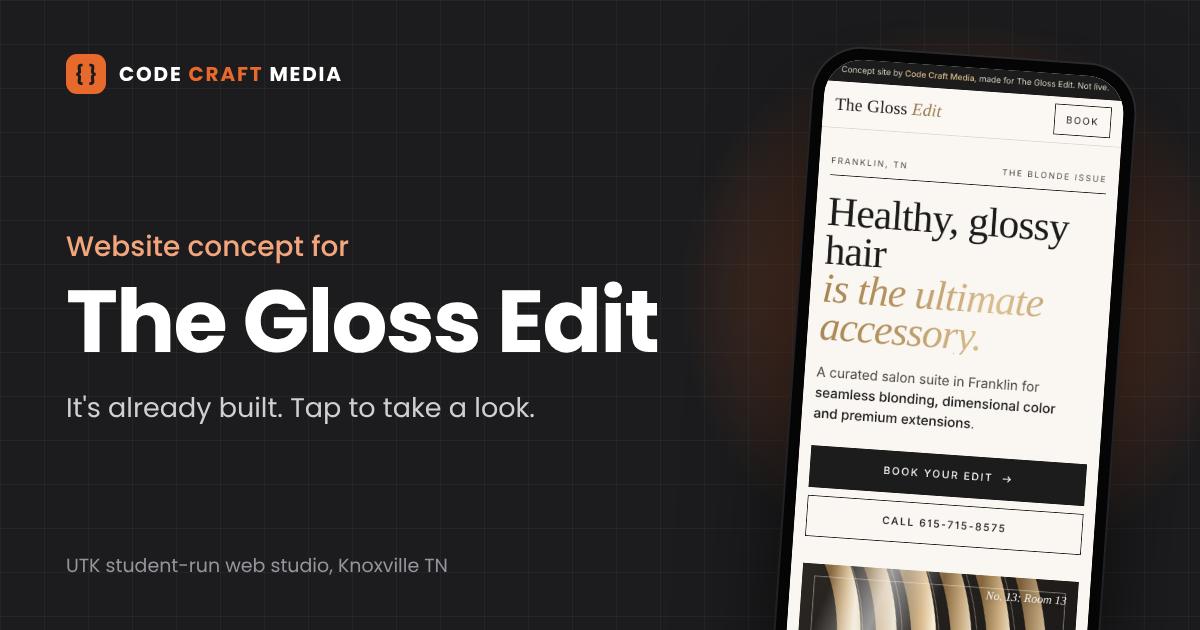 { } CODE CRAFT MEDIA
Website concept for
The Gloss Edit
It's already built. Tap to take a look.
UTK student-run web studio, Knoxville TN
Concept site by Code Craft Media, made for The Gloss Edit. Not live.
The Gloss Edit
BOOK
FRANKLIN, TN
THE BLONDE ISSUE
Healthy, glossy
hair
is the ultimate
accessory.
A curated salon suite in Franklin for
seamless blonding, dimensional color
and premium extensions.
BOOK YOUR EDIT →
CALL 615-715-8575
No. 13: Room 13